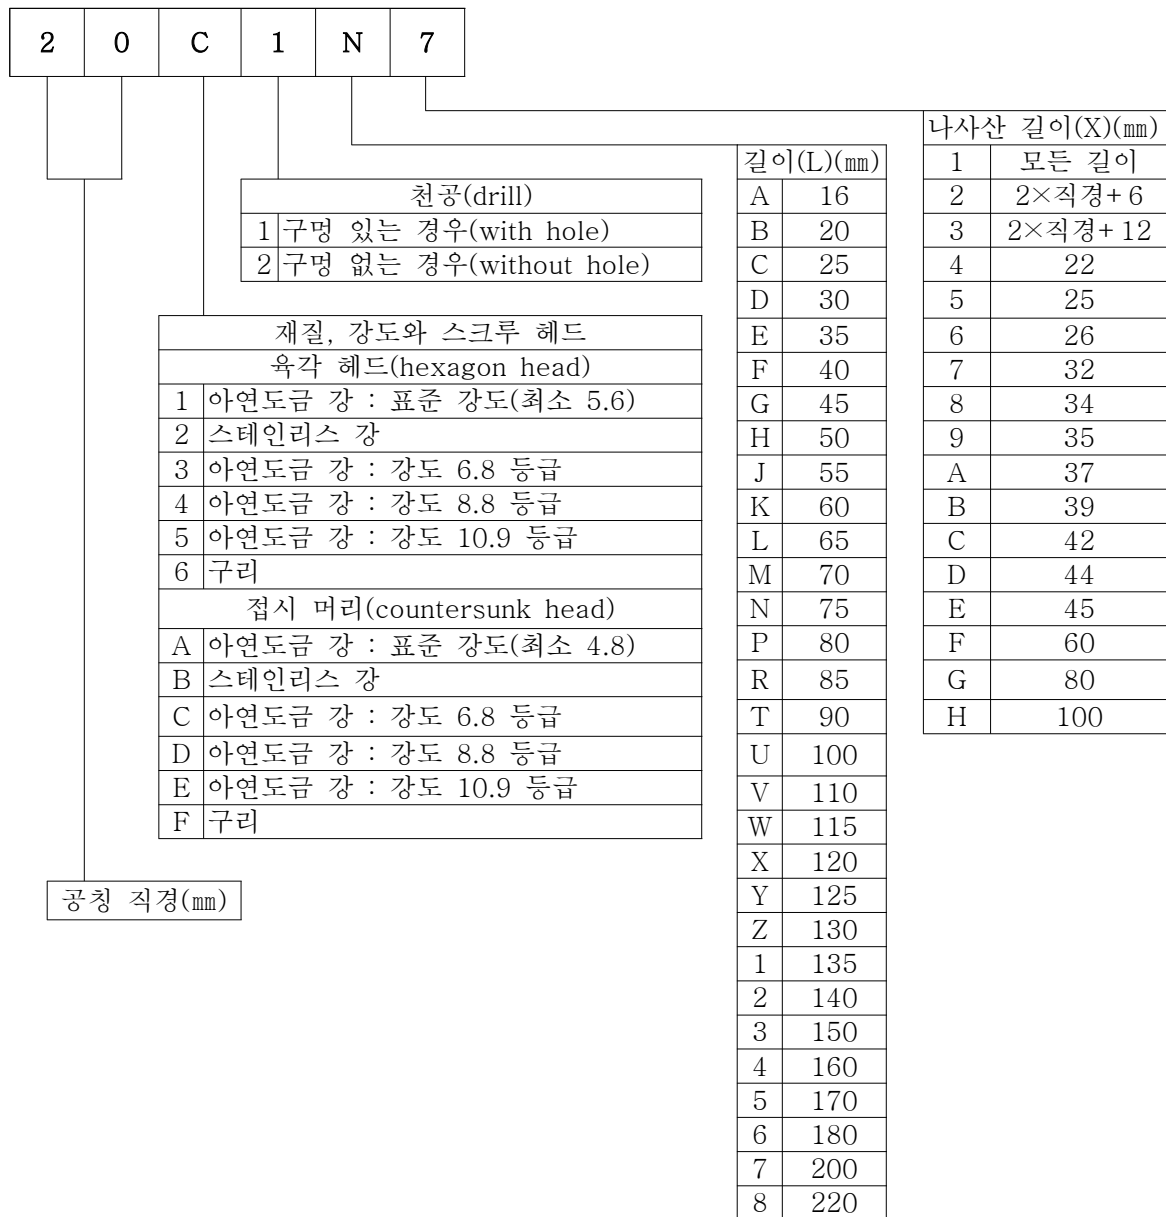 2 0 C 1 N 7
나사산 길이(X)(㎜)
1 모든 길이
2 2×직경+6
3 2×직경+12
4 22
5 25
6 26
7 32
8 34
9 35
A 37
B 39
C 42
D 44
E 45
F 60
G 80
H 100
길이(L)(㎜)
A 16
B 20
C 25
D 30
E 35
F 40
G 45
H 50
J 55
K 60
L 65
M 70
N 75
P 80
R 85
T 90
U 100
V 110
W 115
X 120
Y 125
Z 130
1 135
2 140
3 150
4 160
5 170
6 180
7 200
8 220
천공(drill)
1 구멍 있는 경우(with hole)
2 구멍 없는 경우(without hole)
재질, 강도와 스크루 헤드
육각 헤드(hexagon head)
1 아연도금 강 : 표준 강도(최소 5.6)
2 스테인리스 강
3 아연도금 강 : 강도 6.8 등급
4 아연도금 강 : 강도 8.8 등급
5 아연도금 강 : 강도 10.9 등급
6 구리
접시 머리(countersunk head)
A 아연도금 강 : 표준 강도(최소 4.8)
B 스테인리스 강
C 아연도금 강 : 강도 6.8 등급
D 아연도금 강 : 강도 8.8 등급
E 아연도금 강 : 강도 10.9 등급
F 구리
공칭 직경(㎜)